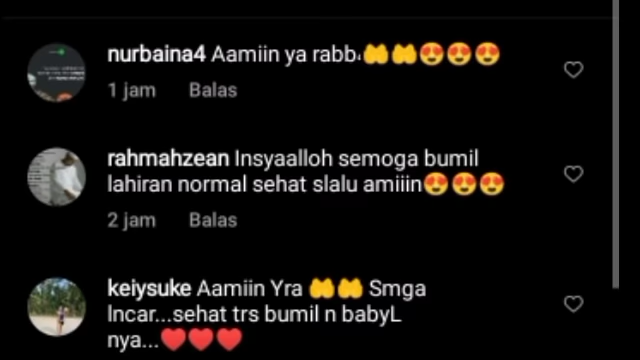 nurbaina4 Aamiin ya rabb🤲🤲😍😍😍
1 jam Balas
rahmahzean Insyaalloh semoga bumil
lahiran normal sehat slalu amiiin😍😍😍
2 jam Balas
keiysuke Aamiin Yra 🤲🤲 Smga
lncar...sehat trs bumil n babyL
nya...❤️❤️❤️